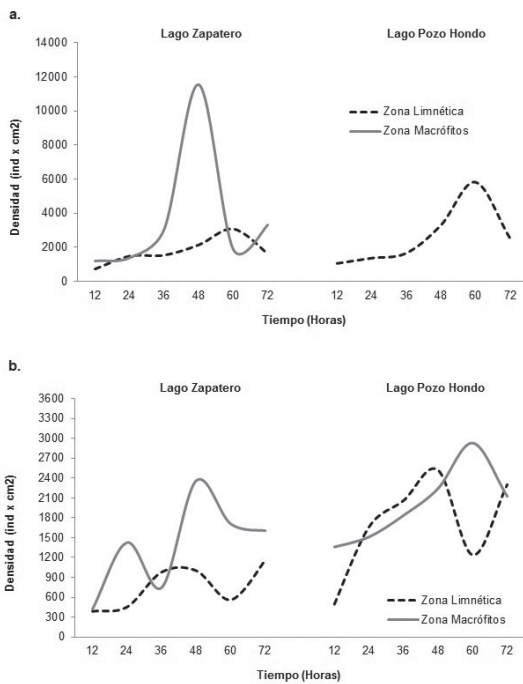 a.
Lago Zapatero Lago Pozo Hondo
14000
12000
10000
8000
6000
4000
2000
0
Densidad (ind x cm2)
Zona Limnética
Zona Macrófitos
12 24 36 48 60 72 12 24 36 48 60 72
Tiempo (Horas)
b.
Lago Zapatero Lago Pozo Hondo
3600
3300
3000
2700
2400
2100
1800
1500
1200
900
600
300
0
Densidad (ind x cm2)
Zona Limnética
Zona Macrófitos
12 24 36 48 60 72 12 24 36 48 60 72
Tiempo (Horas)